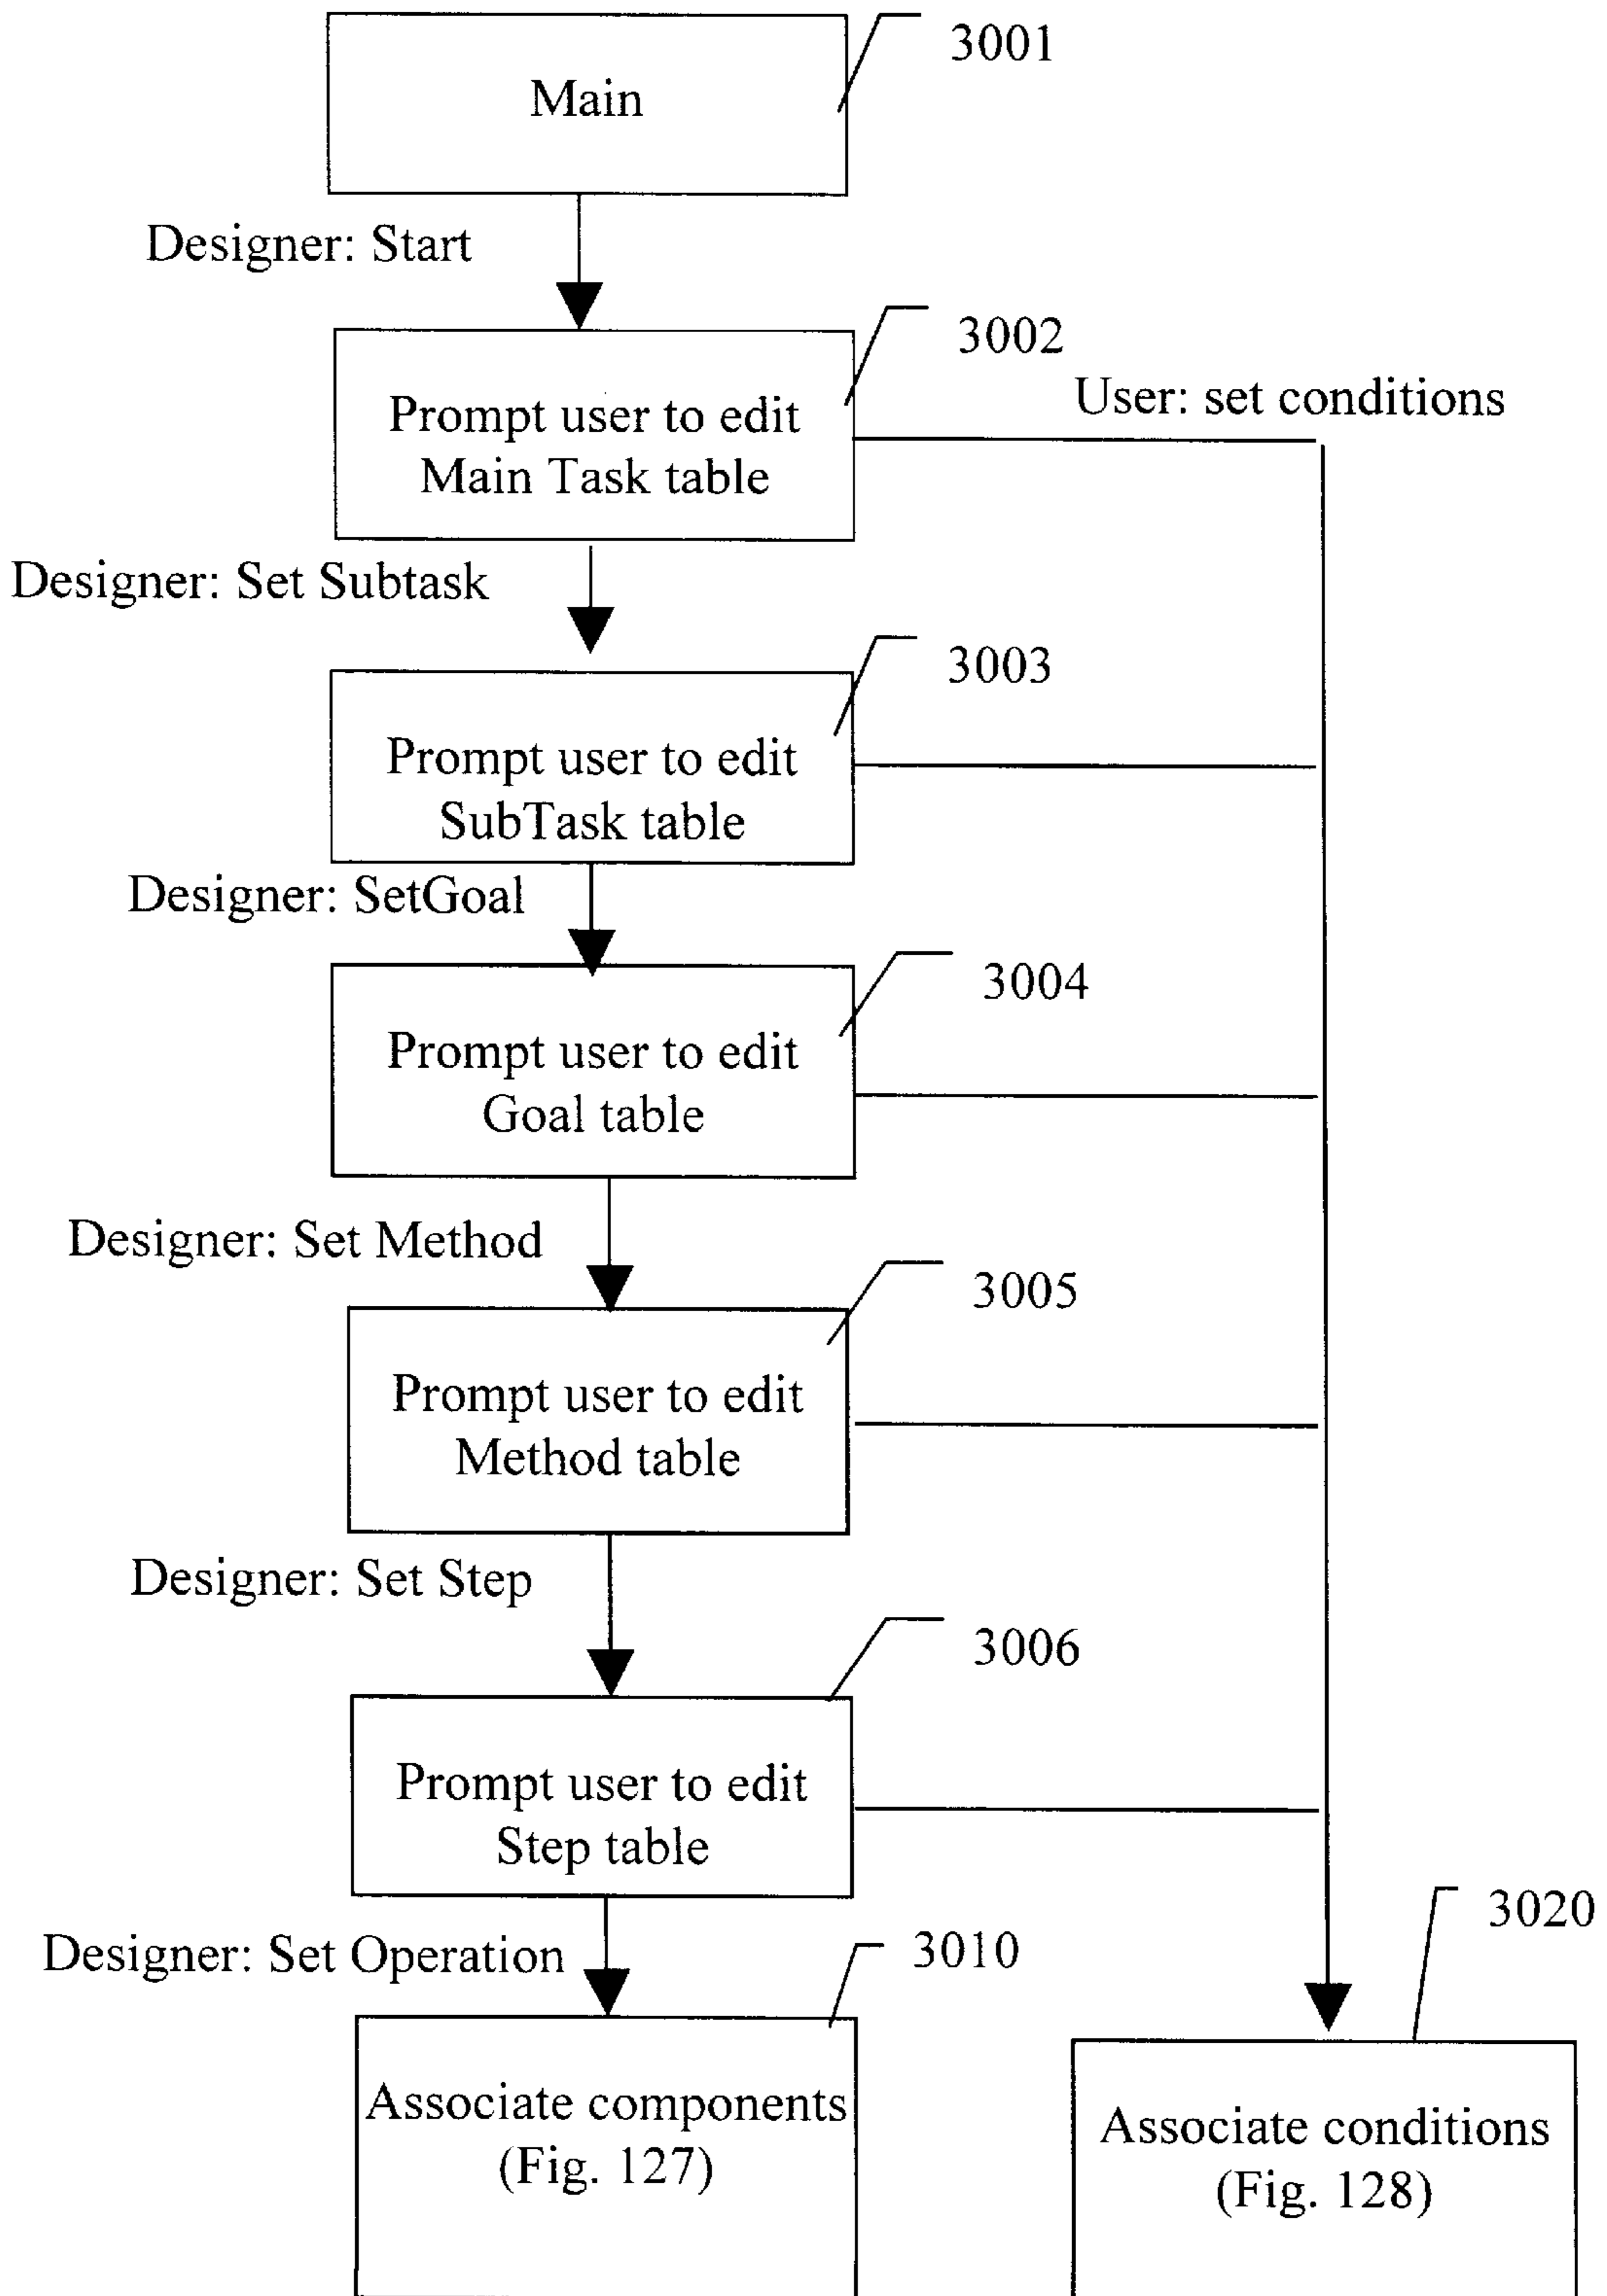 3001
Main
Designer: Start
3002
User: set conditions
Prompt user to edit
Main Task table
Designer: Set Subtask
3003
Prompt user to edit
SubTask table
Designer: SetGoal
3004
Prompt user to edit
Goal table
Designer: Set Method
3005
Prompt user to edit
Method table
Designer: Set Step
3006
Prompt user to edit
Step table
Designer: Set Operation
3010
3020
Associate components
(Fig. 127)
Associate conditions
(Fig. 128)